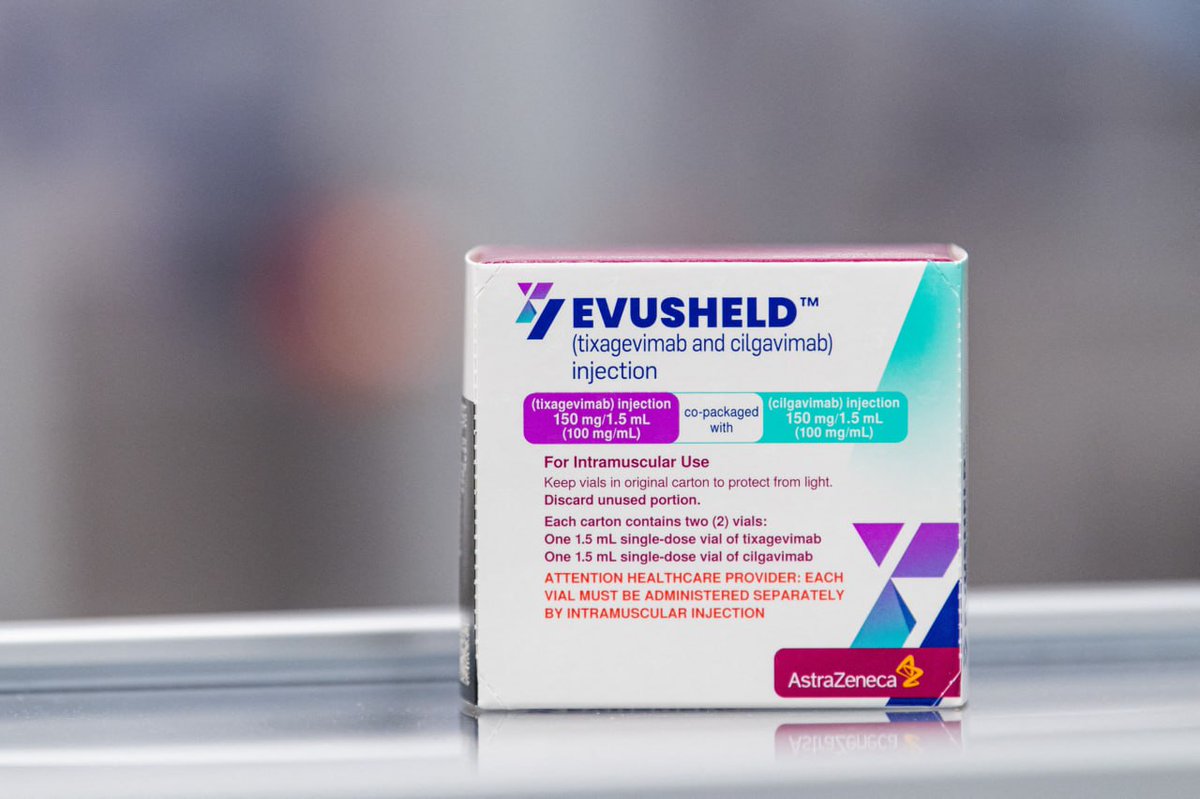 EVUSHELD™
(tixagevimab and cilgavimab)
injection
(tixagevimab) injection
150 mg/1.5 mL
(100 mg/mL)
co-packaged
with
(cilgavimab) injection
150 mg/1.5 mL
(100 mg/mL)
For Intramuscular Use
Keep vials in original carton to protect from light.
Discard unused portion.
Each carton contains two (2) vials:
One 1.5 mL single-dose vial of tixagevimab
One 1.5 mL single-dose vial of cilgavimab
ATTENTION HEALTHCARE PROVIDER: EACH
VIAL MUST BE ADMINISTERED SEPARATELY
BY INTRAMUSCULAR INJECTION
AstraZeneca